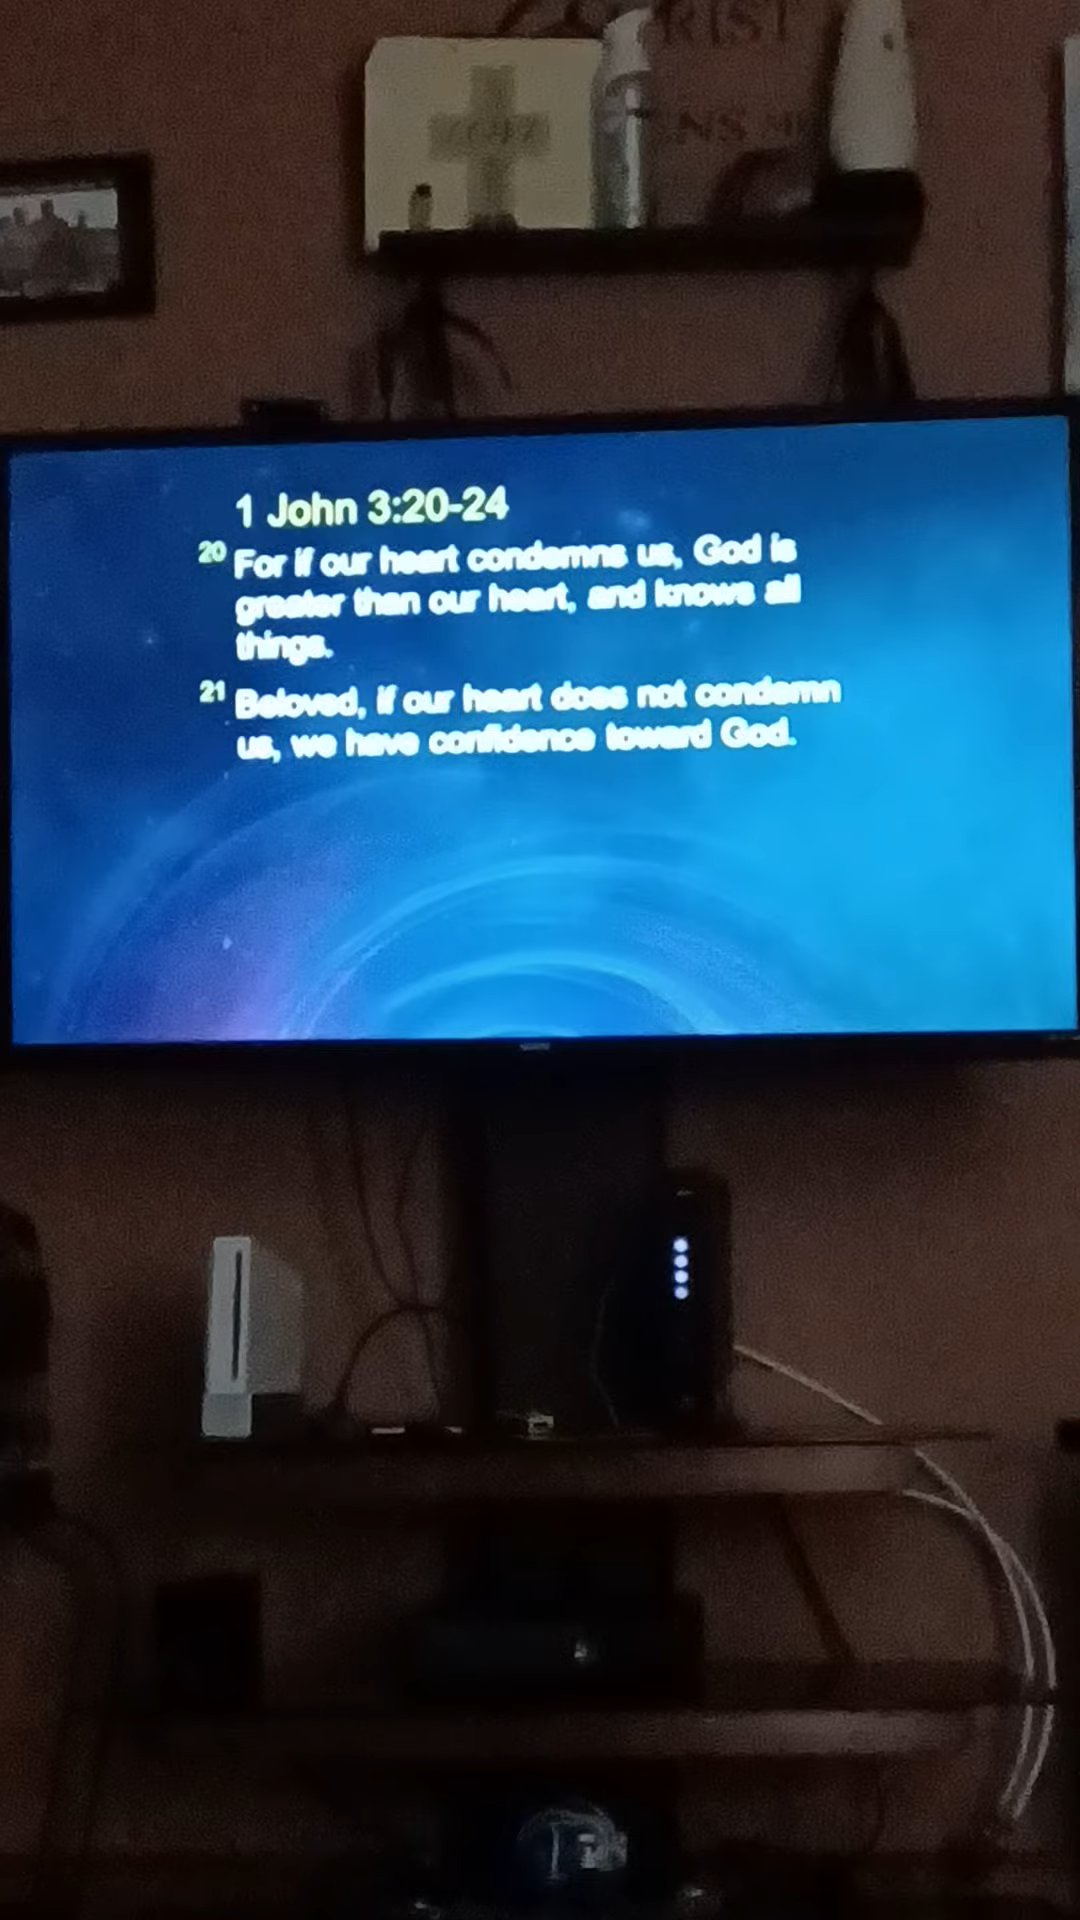 RIST
1 John 3:20-24
20 For if our heart condemns us, God is
greater than our heart, and knows all
things.
21 Beloved, if our heart does not condemn
us, we have confidence toward God.